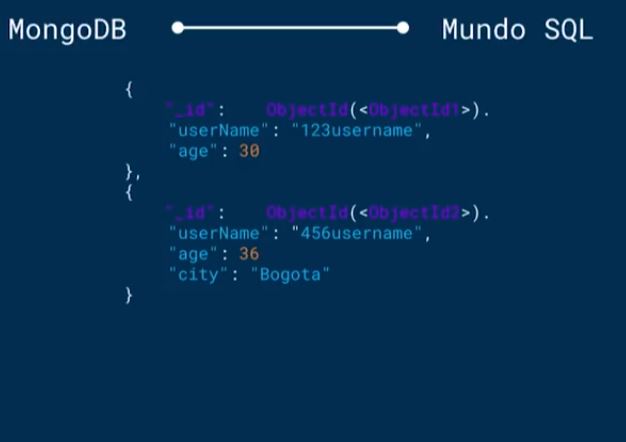 MongoDB Mundo SQL
{
"_id": ObjectId(<ObjectId1>).
"userName": "123username",
"age": 30
},
{
"_id": ObjectId(<ObjectId2>).
"userName": "456username",
"age": 36
"city": "Bogota"
}